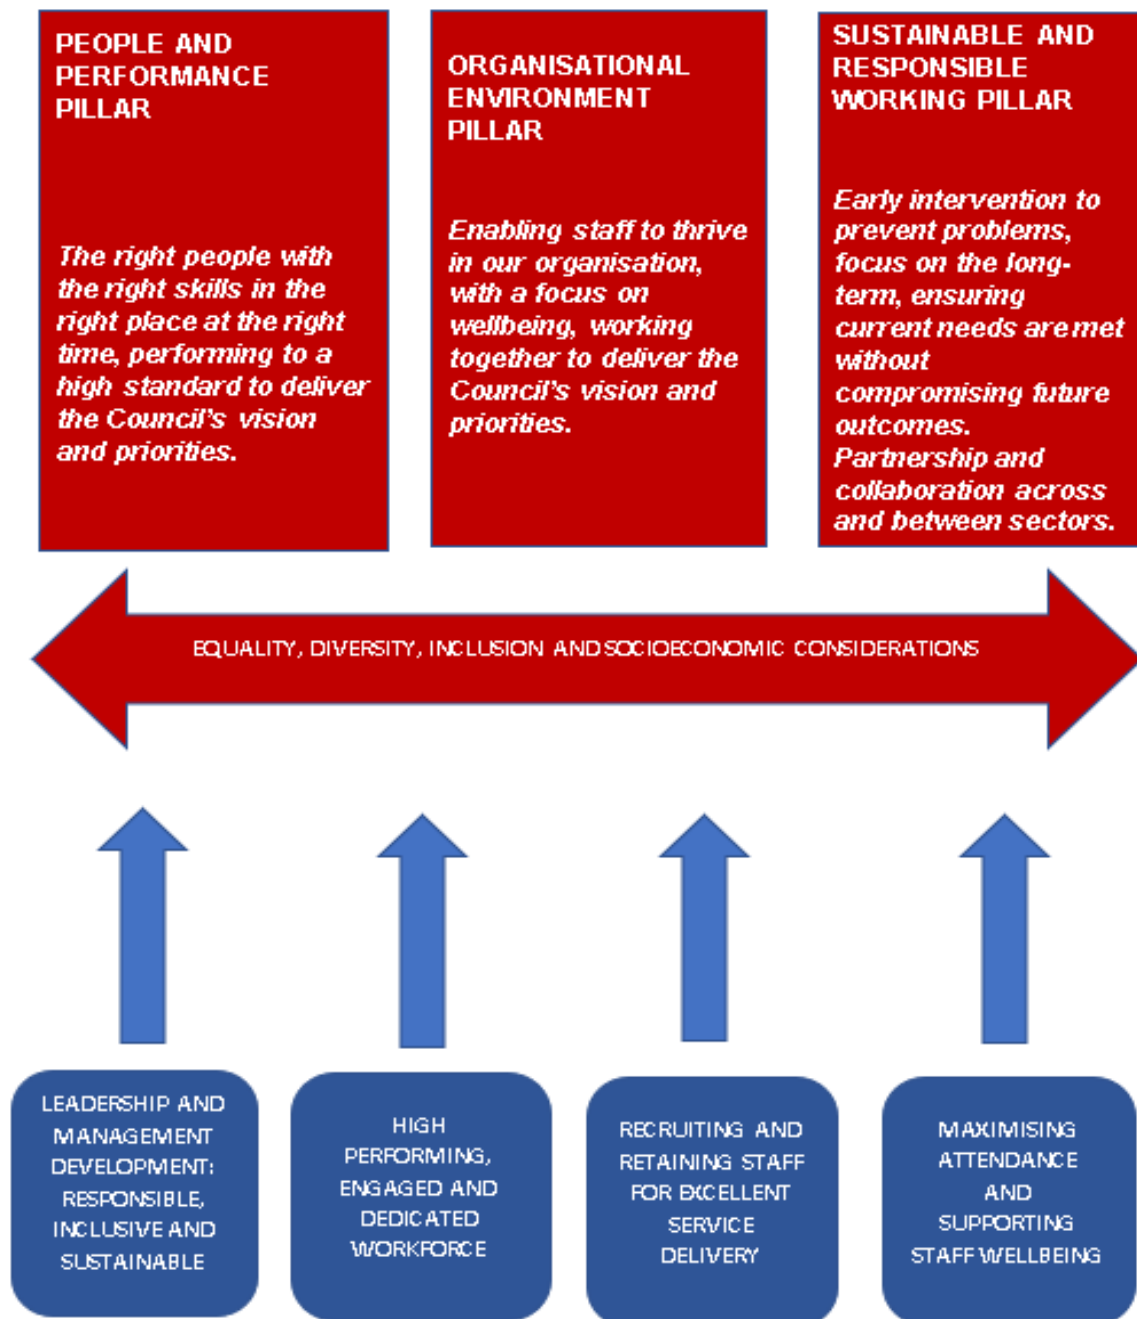 PEOPLE AND
PERFORMANCE
PILLAR
The right people with
the right skills in the
right place at the right
time, performing to a
high standard to deliver
the Council's vision
and priorities.
ORGANISATIONAL
ENVIRONMENT
PILLAR
Enabling staff to thrive
in our organisation,
with a focus on
wellbeing, working
together to deliver the
Council's vision and
priorities.
SUSTAINABLE AND
RESPONSIBLE
WORKING PILLAR
Early intervention to
prevent problems,
focus on the long-
term, ensuring
current needs are met
without
compromising future
outcomes.
Partnership and
collaboration across
and between sectors.
EQUALITY, DIVERSITY, INCLUSION AND SOCIOECONOMIC CONSIDERATIONS
LEADERSHIP AND
MANAGEMENT
DEVELOPMENT:
RESPONSIBLE,
INCLUSIVE AND
SUSTAINABLE
HIGH
PERFORMING,
ENGAGED AND
DEDICATED
WORKFORCE
RECRUITING AND
RETAINING STAFF
FOR EXCELLENT
SERVICE
DELIVERY
MAXIMISING
ATTENDANCE
AND
SUPPORTING
STAFF WELLBEING